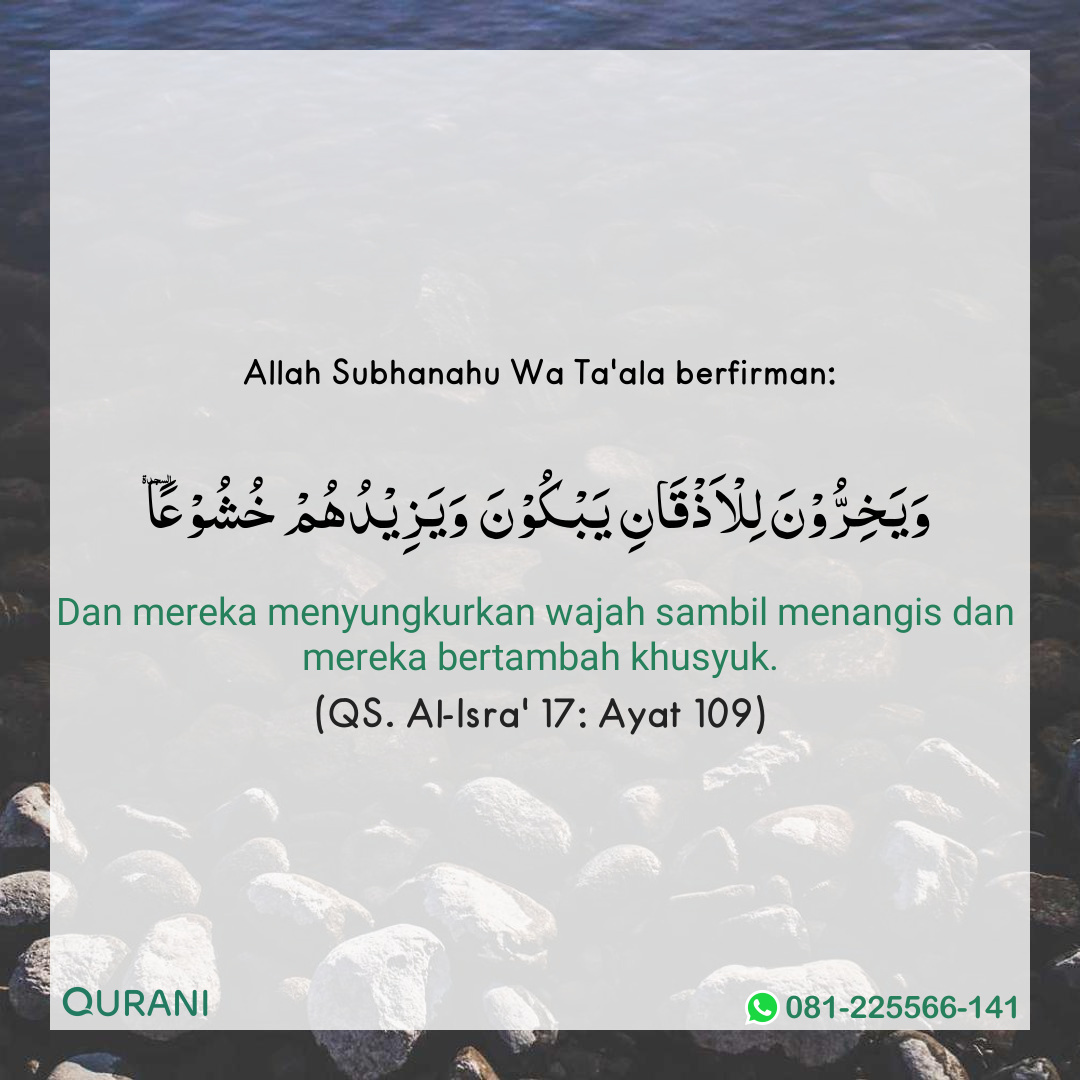 Allah Subhanahu Wa Ta'ala berfirman:
وَيَخِرُّوْنَ لِلْاَذْقَانِ يَبْكُوْنَ وَيَزِيْدُهُمْ خُشُوْعًا ۩السجدة
Dan mereka menyungkurkan wajah sambil menangis dan
mereka bertambah khusyuk.
(QS. Al-Isra' 17: Ayat 109)
QURANI
081-225566-141